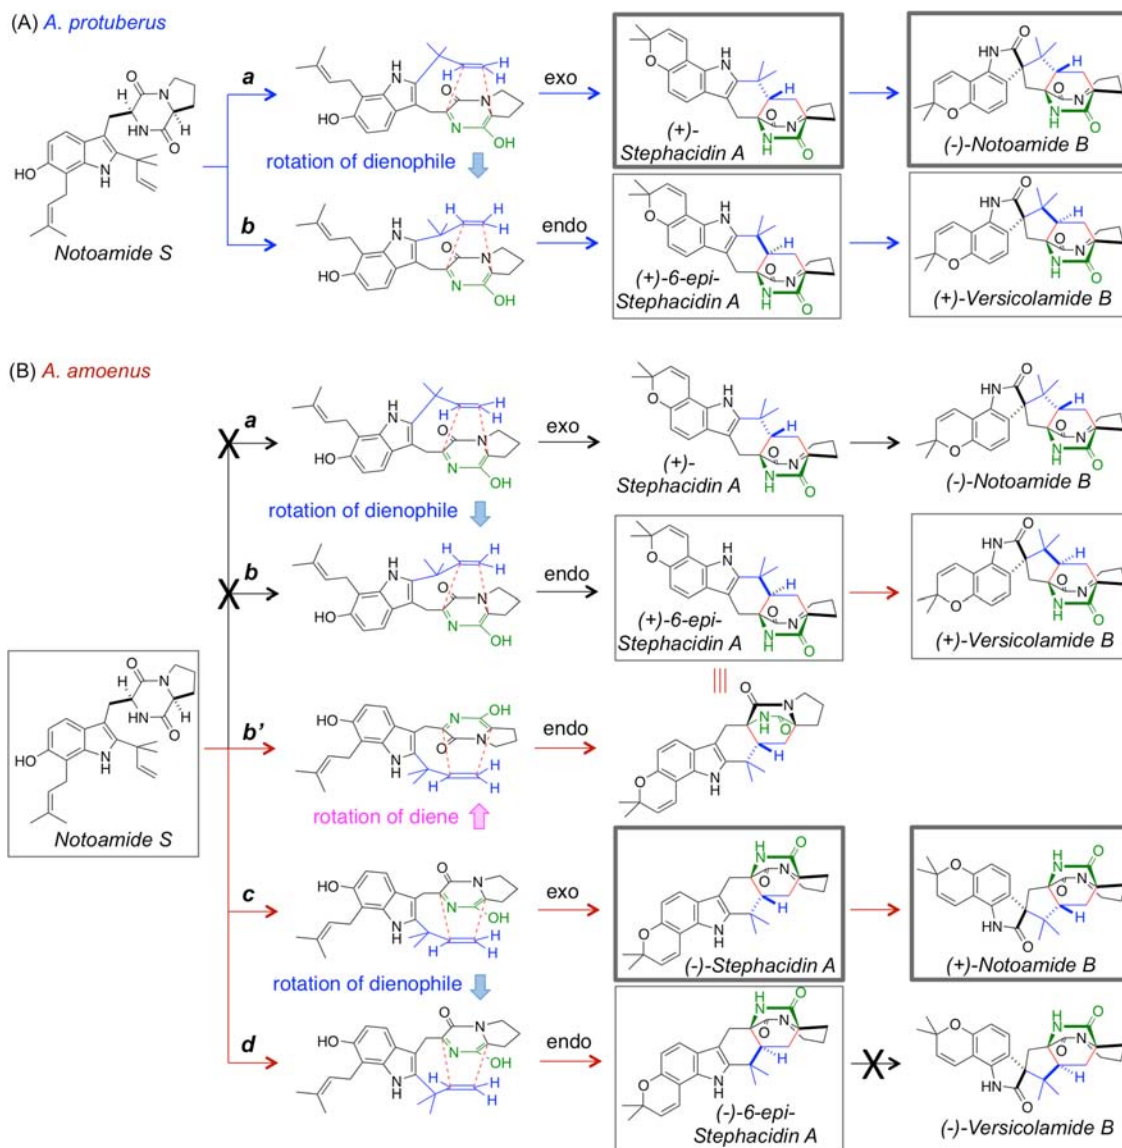 (A) A. protuberus
Notoamide S
a
exo
(+)-
Stephacidin A
(-)-Notoamide B
rotation of dienophile
b
endo
(+)-6-epi-
Stephacidin A
(+)-Versicolamide B
(B) A. amoenus
X a
exo
(+)-
Stephacidin A
(-)-Notoamide B
rotation of dienophile
X b
endo
(+)-6-epi-
Stephacidin A
(+)-Versicolamide B
Notoamide S
b'
endo
rotation of diene
c
exo
(-)-Stephacidin A
(+)-Notoamide B
rotation of dienophile
d
endo
(-)-6-epi-
Stephacidin A
X
(-)-Versicolamide B